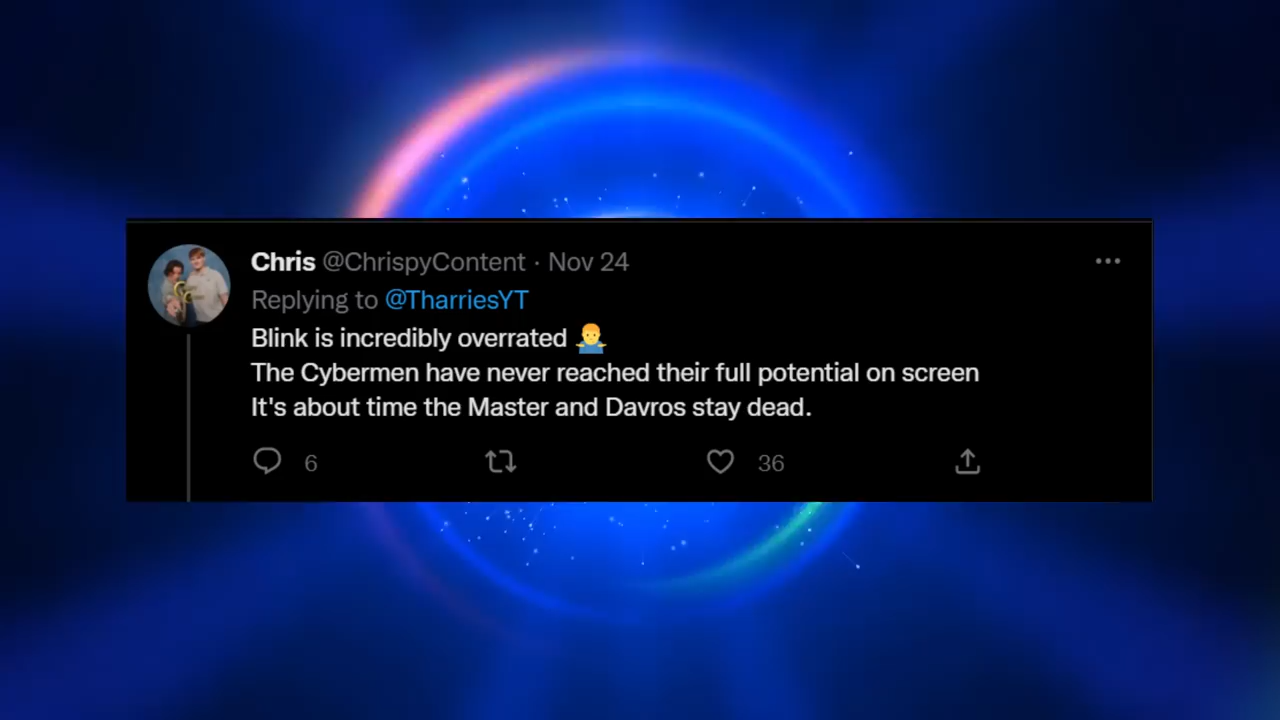 Chris @ChrispyContent · Nov 24
Replying to @TharriesYT
Blink is incredibly overrated 🤷‍♂️
The Cybermen have never reached their full potential on screen
It's about time the Master and Davros stay dead.
6 36